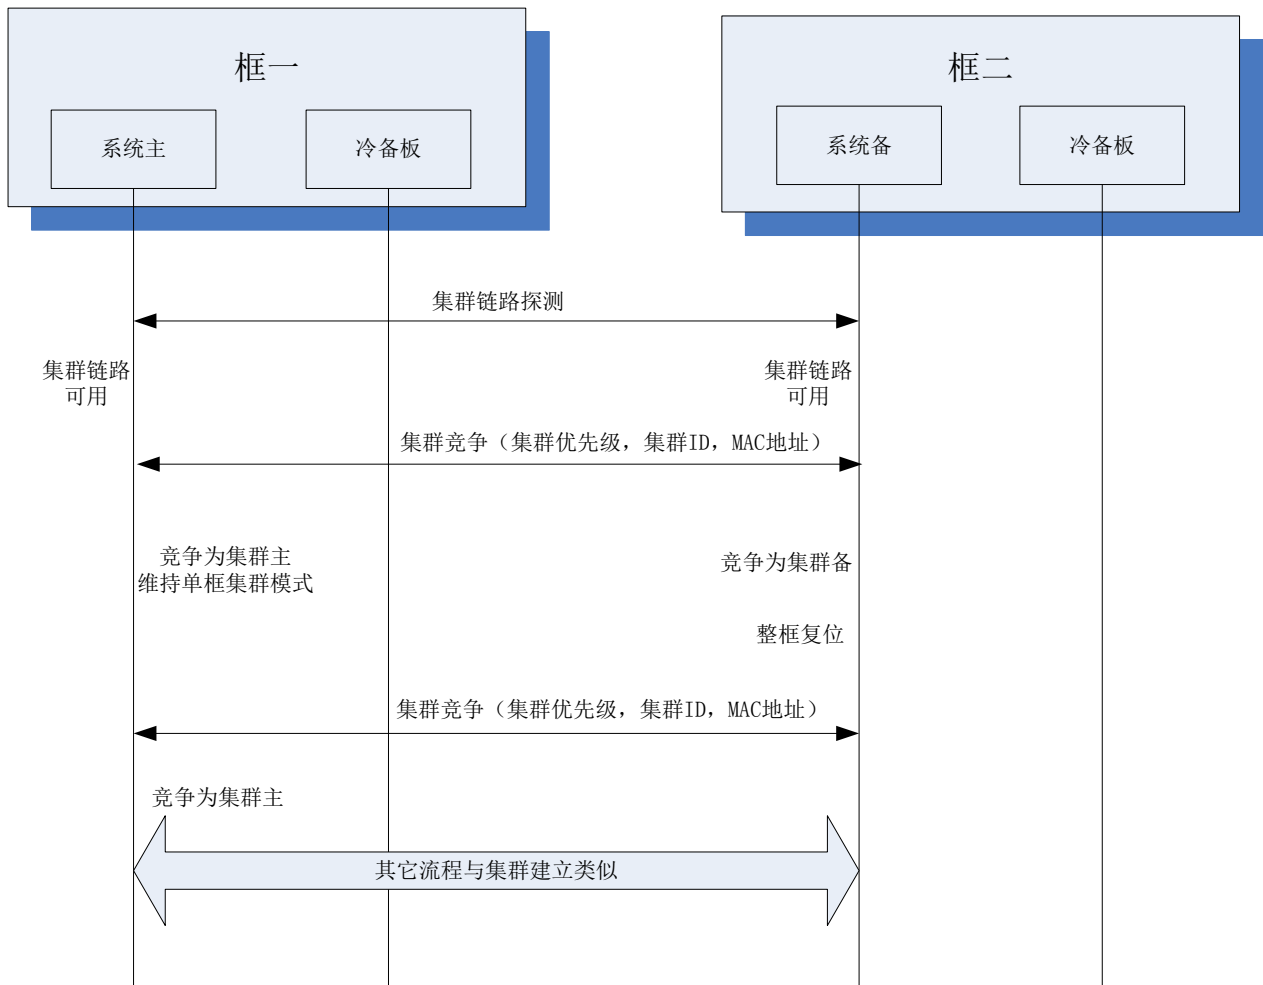 框一
框二
系统主
冷备板
系统备
冷备板
集群链路探测
集群链路
可用
集群链路
可用
集群竞争（集群优先级，集群ID，MAC地址）
竞争为集群主
维持单框集群模式
竞争为集群备
整框复位
集群竞争（集群优先级，集群ID，MAC地址）
竞争为集群主
其它流程与集群建立类似